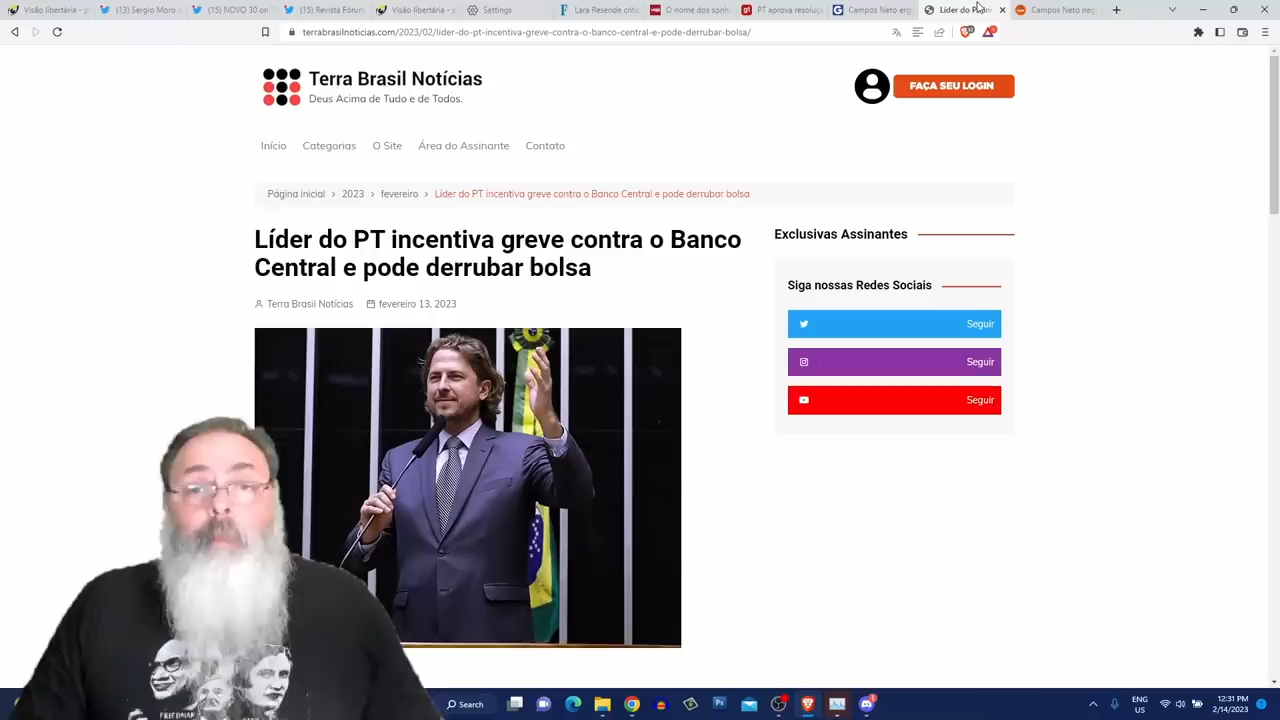 Visão libertária - p
(13) Sergio Moro
(15) NOVO 30 on
(15) Revista Fórum
Visão libertária - p
Settings
Lara Resende critic
O nome dos sonh
PT aprova resoluç
Campos Neto erg
Líder do
Campos Neto neg
terrabrasilnoticias.com/2023/02/lider-do-pt-incentiva-greve-contra-o-banco-central-e-pode-derrubar-bolsa/
Terra Brasil Notícias
Deus Acima de Tudo e de Todos.
FAÇA SEU LOGIN
Início Categorias O Site Área do Assinante Contato
Página inicial > 2023 > fevereiro > Líder do PT incentiva greve contra o Banco Central e pode derrubar bolsa
Líder do PT incentiva greve contra o Banco
Central e pode derrubar bolsa
Terra Brasil Notícias fevereiro 13, 2023
Exclusivas Assinantes
Siga nossas Redes Sociais
Seguir
Seguir
Seguir
FRIEDMAN
Search
ENG
US
12:31 PM
2/14/2023